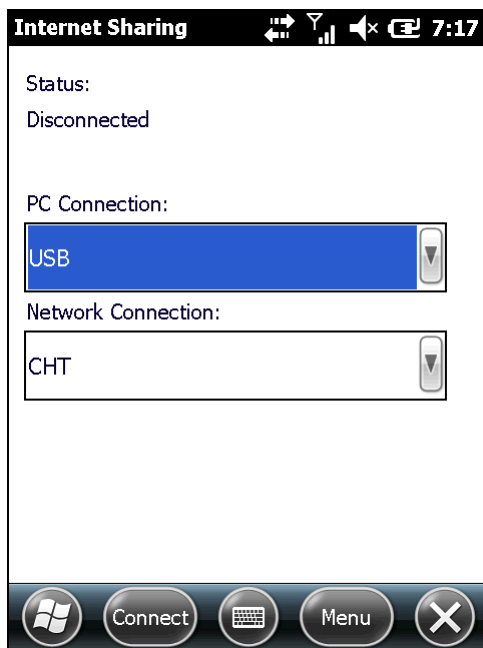 Internet Sharing 7:17
Status:
Disconnected
PC Connection:
USB
Network Connection:
CHT
Connect Menu